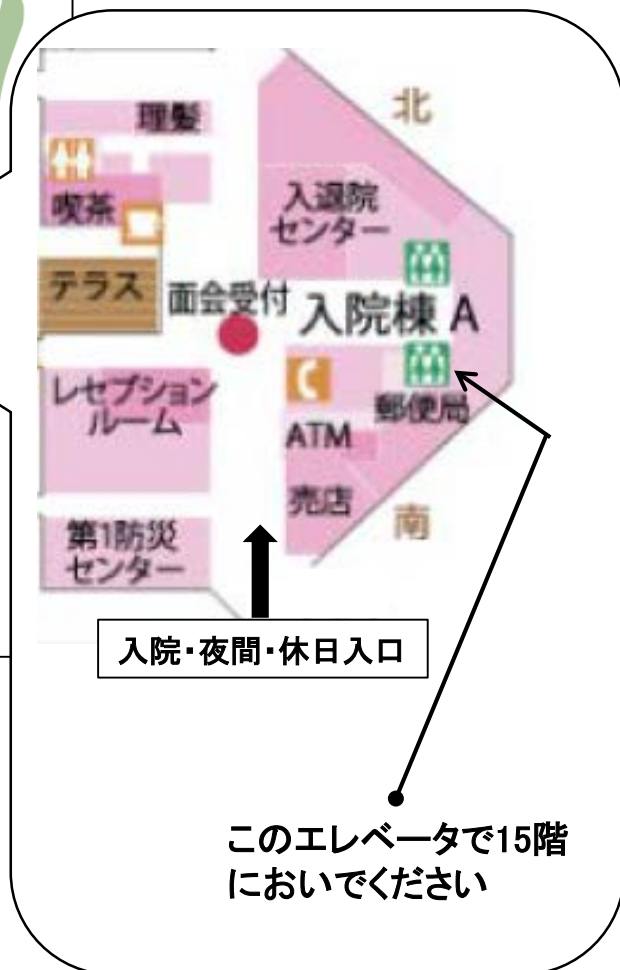 理髪
北
喫茶
入退院
センター
テラス
面会受付
入院棟 A
レセプション
ルーム
郵便局
ATM
売店
南
第1防災
センター
入院・夜間・休日入口
このエレベータで15階
においでください